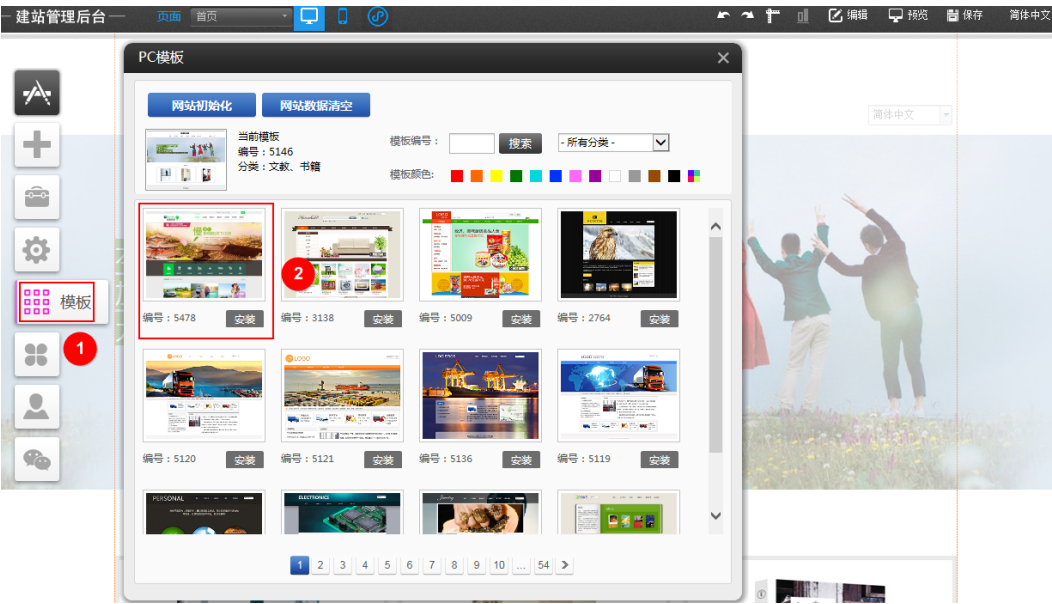 建站管理后台
页面 首页
编辑 预览 保存 简体中文
PC模板
网站初始化 网站数据清空
当前模板
编号：5146
分类：文教、书籍
模板编号： 搜索 - 所有分类 -
模板颜色:
简体中文
模板
1
2
编号：5478 安装
编号：3138 安装
编号：5009 安装
编号：2764 安装
LOGO
编号：5120 安装
编号：5121 安装
编号：5136 安装
编号：5119 安装
PERSONAL
ELECTRONICS
1 2 3 4 5 6 7 8 9 10 ... 54